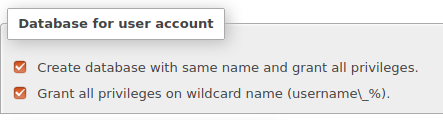 Database for user account
Create database with same name and grant all privileges.
Grant all privileges on wildcard name (username\_%).